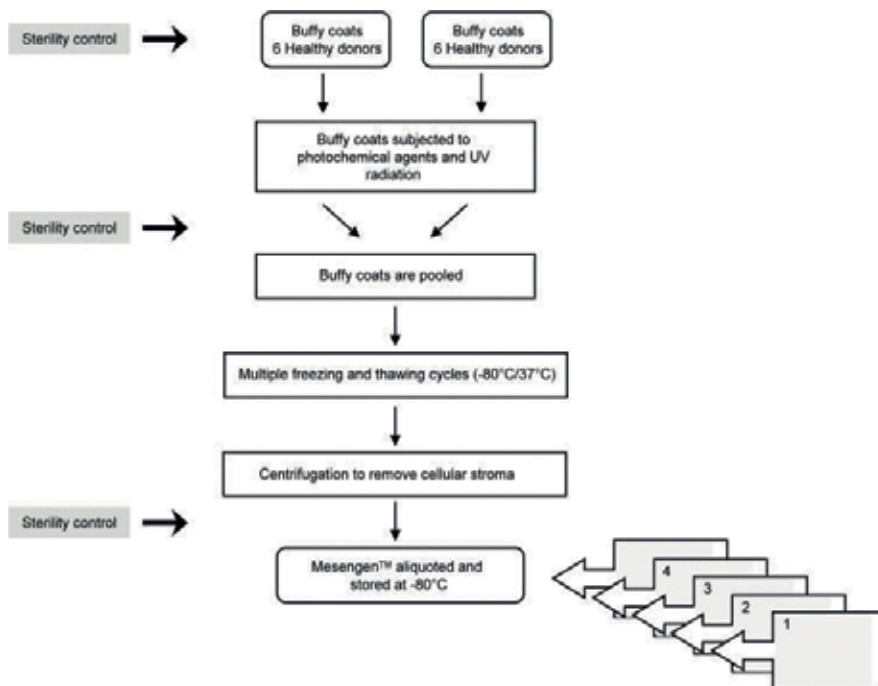 Sterility control
Buffy coats
6 Healthy donors
Buffy coats
6 Healthy donors
Buffy coats subjected to
photochemical agents and UV
radiation
Sterility control
Buffy coats are pooled
Multiple freezing and thawing cycles (-80°C/37°C)
Centrifugation to remove cellular stroma
Sterility control
Mesengen™ aliquoted and
stored at -80°C
4
3
2
1